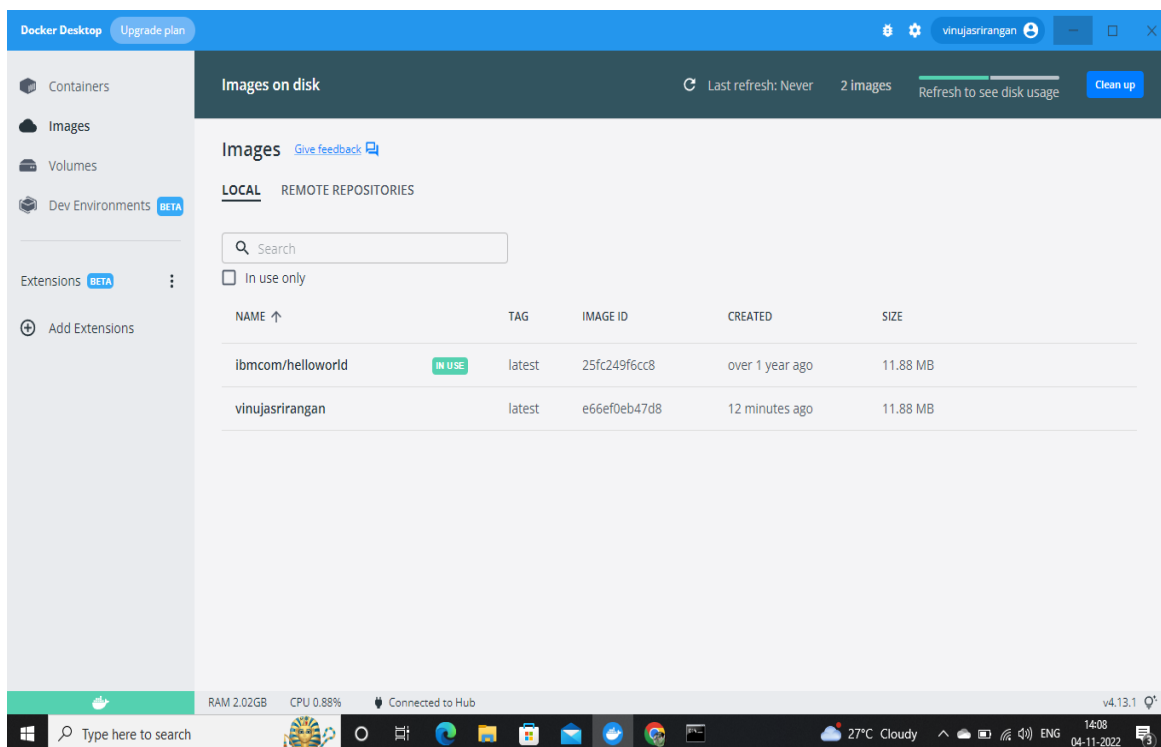 Docker Desktop Upgrade plan vinujasrirangan
Containers
Images
Volumes
Dev Environments BETA
Extensions BETA
Add Extensions
Images on disk Last refresh: Never 2 images Refresh to see disk usage Clean up
Images Give feedback
LOCAL REMOTE REPOSITORIES
Search
In use only
NAME TAG IMAGE ID CREATED SIZE
ibmcom/helloworld IN USE latest 25fc249f6cc8 over 1 year ago 11.88 MB
vinujasrirangan latest e66ef0eb47d8 12 minutes ago 11.88 MB
RAM 2.02GB CPU 0.88% Connected to Hub v4.13.1
Type here to search 27°C Cloudy ENG 14:08
04-11-2022 3